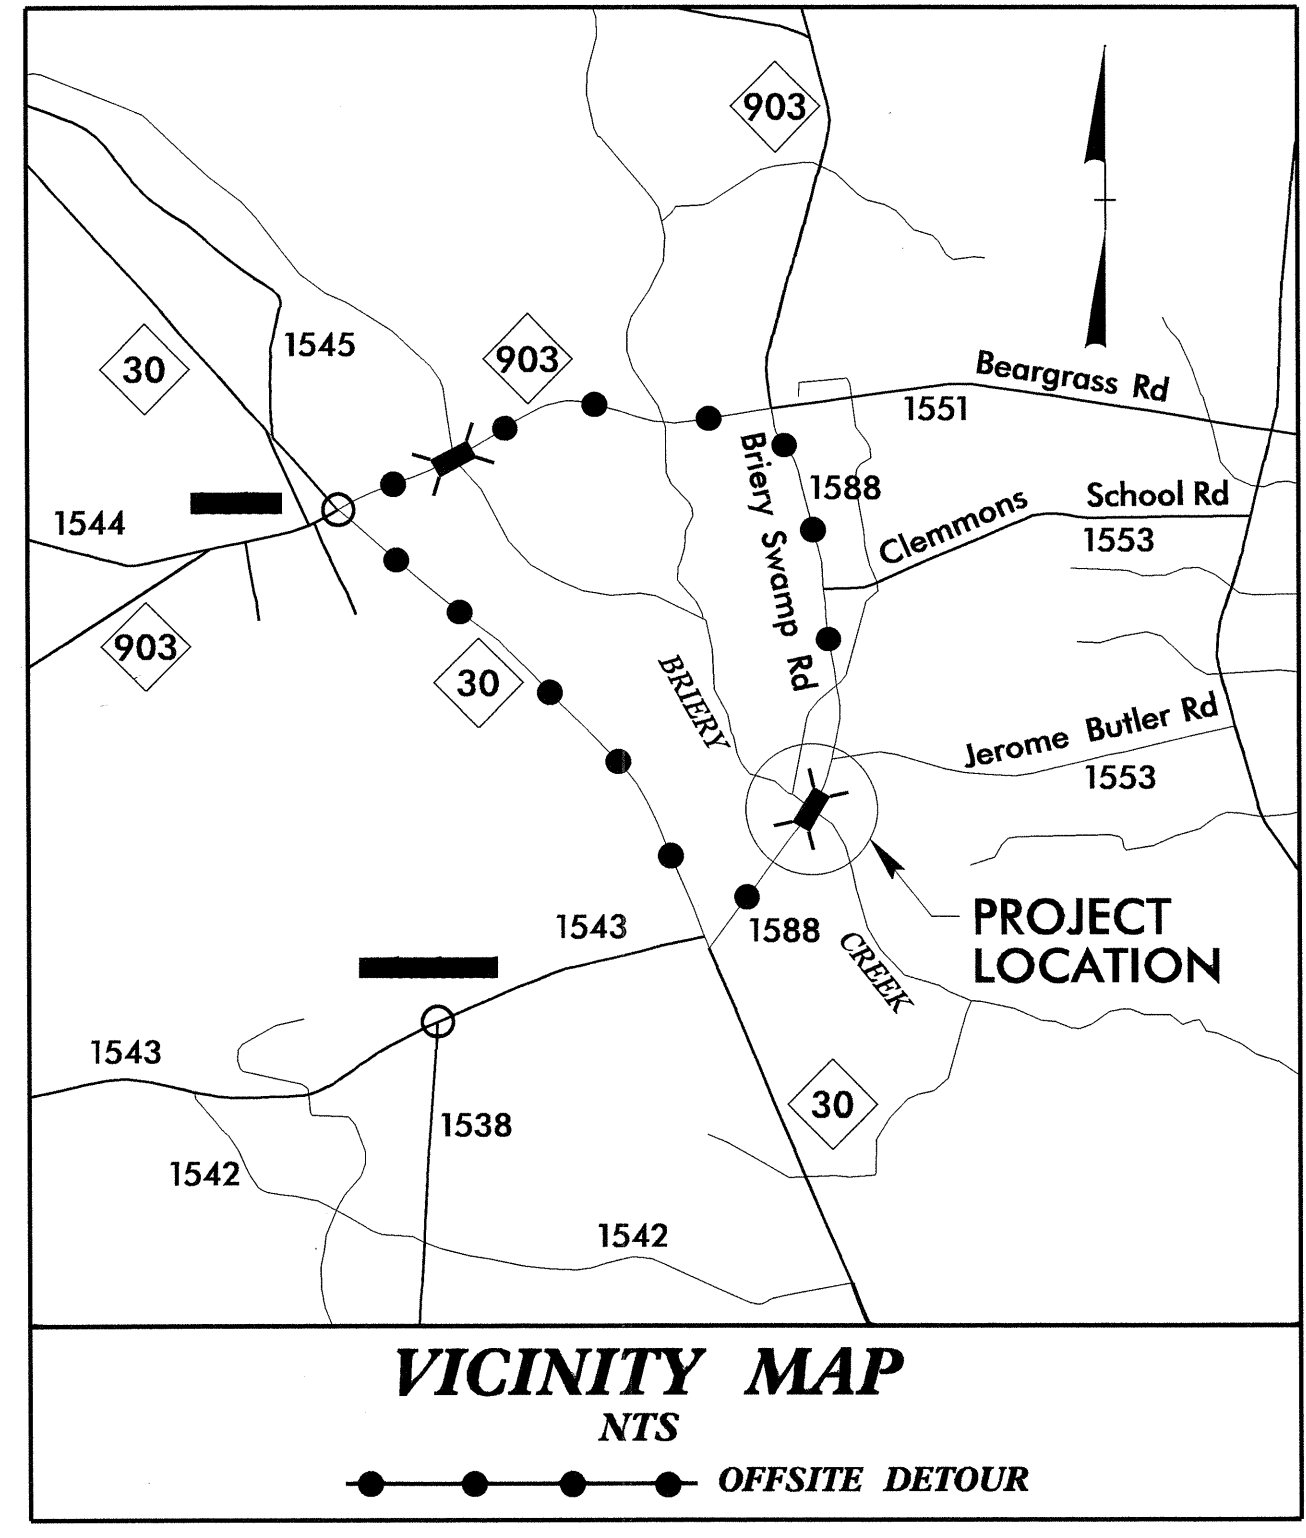 903
1545
903
30
Beargrass Rd
1551
Briery Swamp Rd
1588
Clemmons School Rd
1553
1544
903
30
BRIERY
Jerome Butler Rd
1553
1588
1543
PROJECT
LOCATION
CREEK
1543
1538
30
1542
1542
VICINITY MAP
NTS
OFFSITE DETOUR